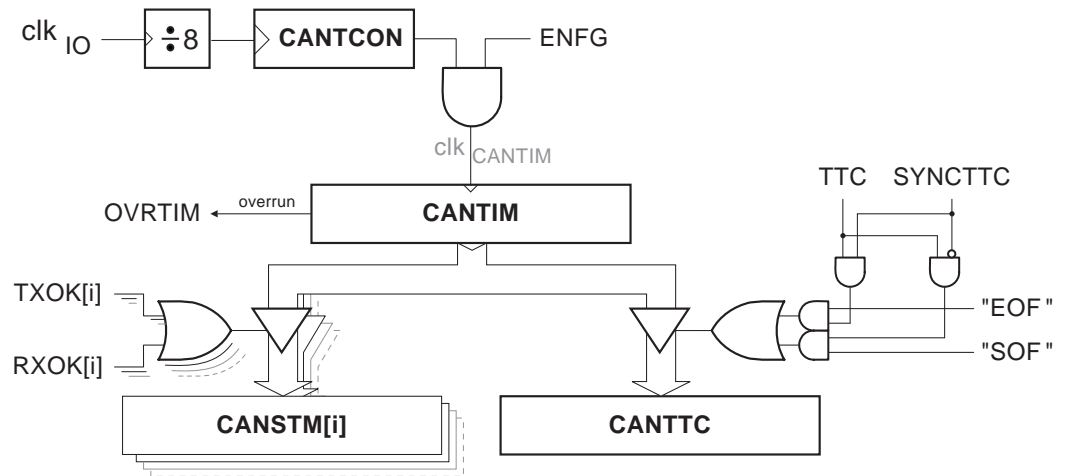 clk IO
÷8
CANTCON
ENFG
clk CANTIM
TTC SYNCTTC
OVRTIM
overrun
CANTIM
TXOK[i]
"EOF"
RXOK[i]
"SOF"
CANSTM[i]
CANTTC